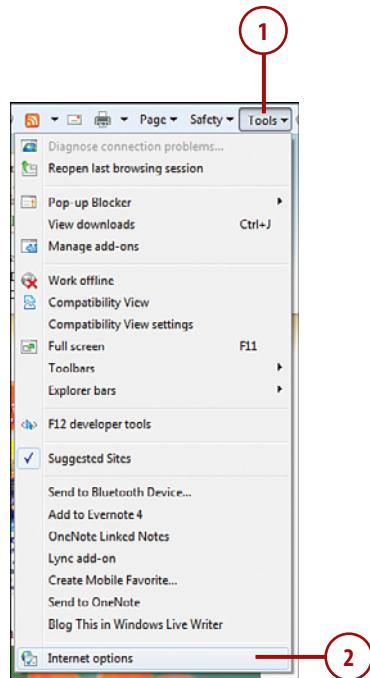 1
Page Safety Tools
Diagnose connection problems...
Reopen last browsing session
Pop-up Blocker
View downloads Ctrl+J
Manage add-ons
Work offline
Compatibility View
Compatibility View settings
Full screen F11
Toolbars
Explorer bars
F12 developer tools
Suggested Sites
Send to Bluetooth Device...
Add to Evernote 4
OneNote Linked Notes
Lync add-on
Create Mobile Favorite...
Send to OneNote
Blog This in Windows Live Writer
Internet options 2